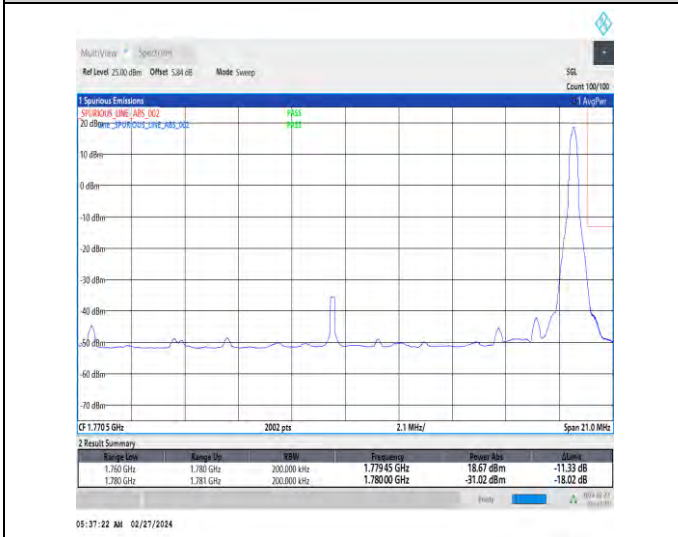 MultiView Spectrum
Ref Level 25.00 dBm Offset 5.84 dB Mode Sweep SGL
Count 100/100
1 Spurious Emissions 1 AvgPwr
SPURIOUS_LINE_ABS_002 PASS
20 dBm _SPURIOUS_LINE_ABS_002 PASS
10 dBm
0 dBm
-10 dBm
-20 dBm
-30 dBm
-40 dBm
-50 dBm
-60 dBm
-70 dBm
CF 1.7705 GHz 2002 pts 2.1 MHz/ Span 21.0 MHz
2 Result Summary
Range Low Range Up RBW Frequency Power Abs ΔLimit
1.760 GHz 1.780 GHz 200.000 kHz 1.77945 GHz 18.67 dBm -11.33 dB
1.780 GHz 1.781 GHz 200.000 kHz 1.78000 GHz -31.02 dBm -18.02 dB
05:37:22 AM 02/27/2024